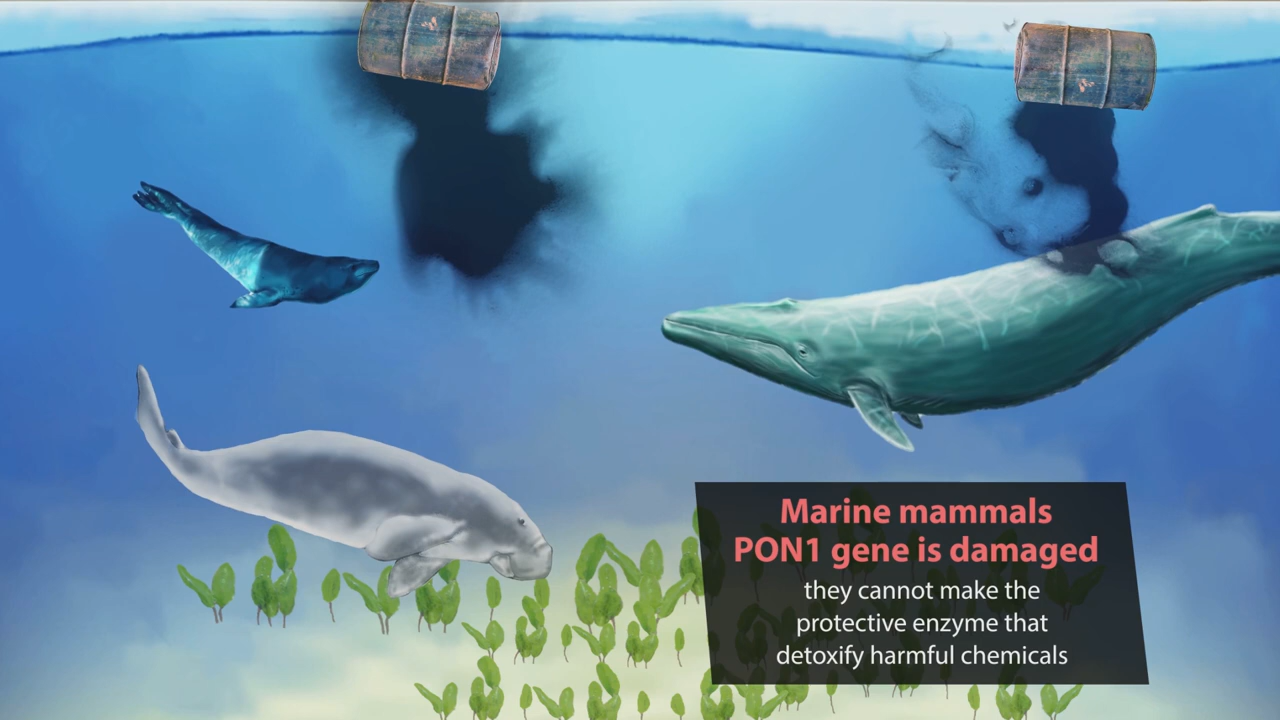 Marine mammals
PON1 gene is damaged
they cannot make the
protective enzyme that
detoxify harmful chemicals